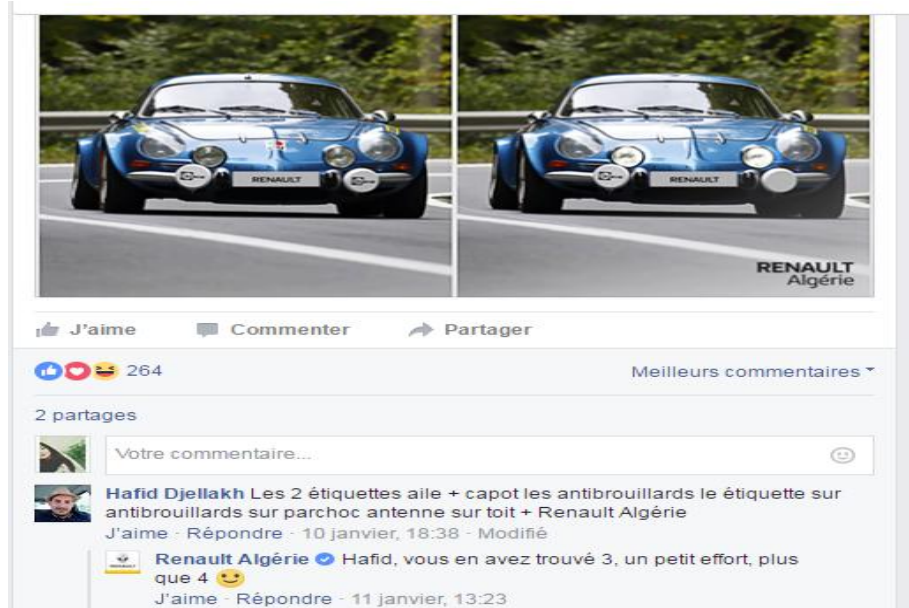 RENAULT
RENAULT
RENAULT
Algérie
J'aime Commenter Partager
264 Meilleurs commentaires
2 partages
Votre commentaire...
Hafid Djellakh Les 2 étiquettes aile + capot les antibrouillards le étiquette sur
antibrouillards sur parchoc antenne sur toit + Renault Algérie
J'aime · Répondre · 10 janvier, 18:38 · Modifié
Renault Algérie Hafid, vous en avez trouvé 3, un petit effort, plus
que 4
J'aime · Répondre · 11 janvier, 13:23